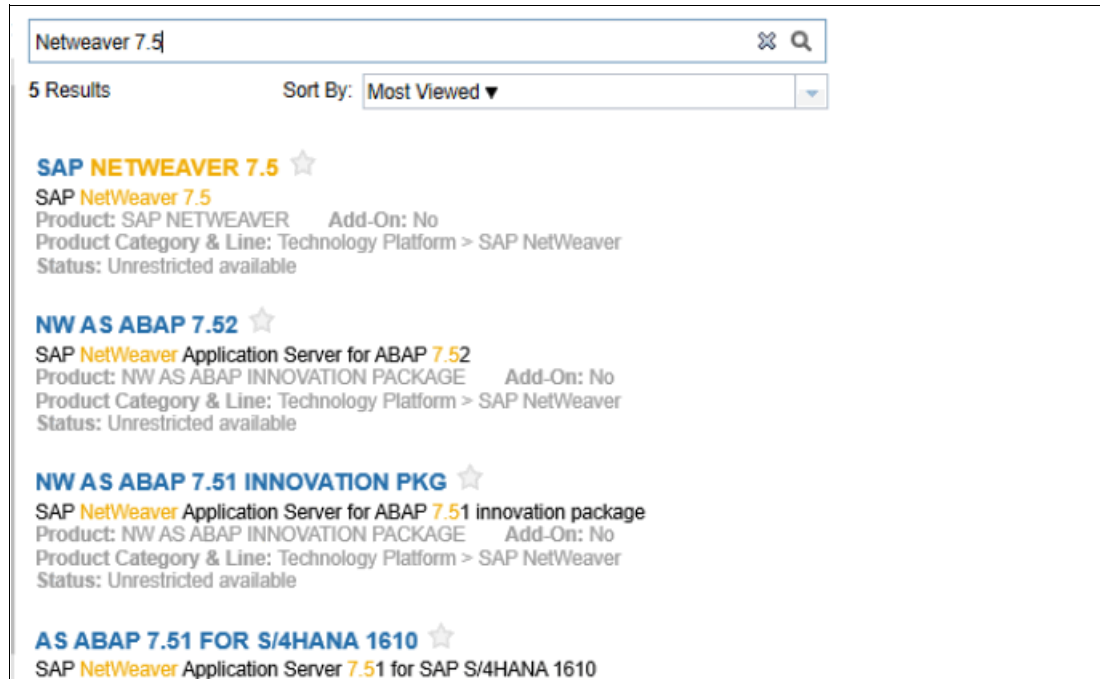 Netweaver 7.5
5 Results Sort By: Most Viewed ▼
SAP NETWEAVER 7.5
SAP NetWeaver 7.5
Product: SAP NETWEAVER Add-On: No
Product Category & Line: Technology Platform > SAP NetWeaver
Status: Unrestricted available
NW AS ABAP 7.52
SAP NetWeaver Application Server for ABAP 7.52
Product: NW AS ABAP INNOVATION PACKAGE Add-On: No
Product Category & Line: Technology Platform > SAP NetWeaver
Status: Unrestricted available
NW AS ABAP 7.51 INNOVATION PKG
SAP NetWeaver Application Server for ABAP 7.51 innovation package
Product: NW AS ABAP INNOVATION PACKAGE Add-On: No
Product Category & Line: Technology Platform > SAP NetWeaver
Status: Unrestricted available
AS ABAP 7.51 FOR S/4HANA 1610
SAP NetWeaver Application Server 7.51 for SAP S/4HANA 1610